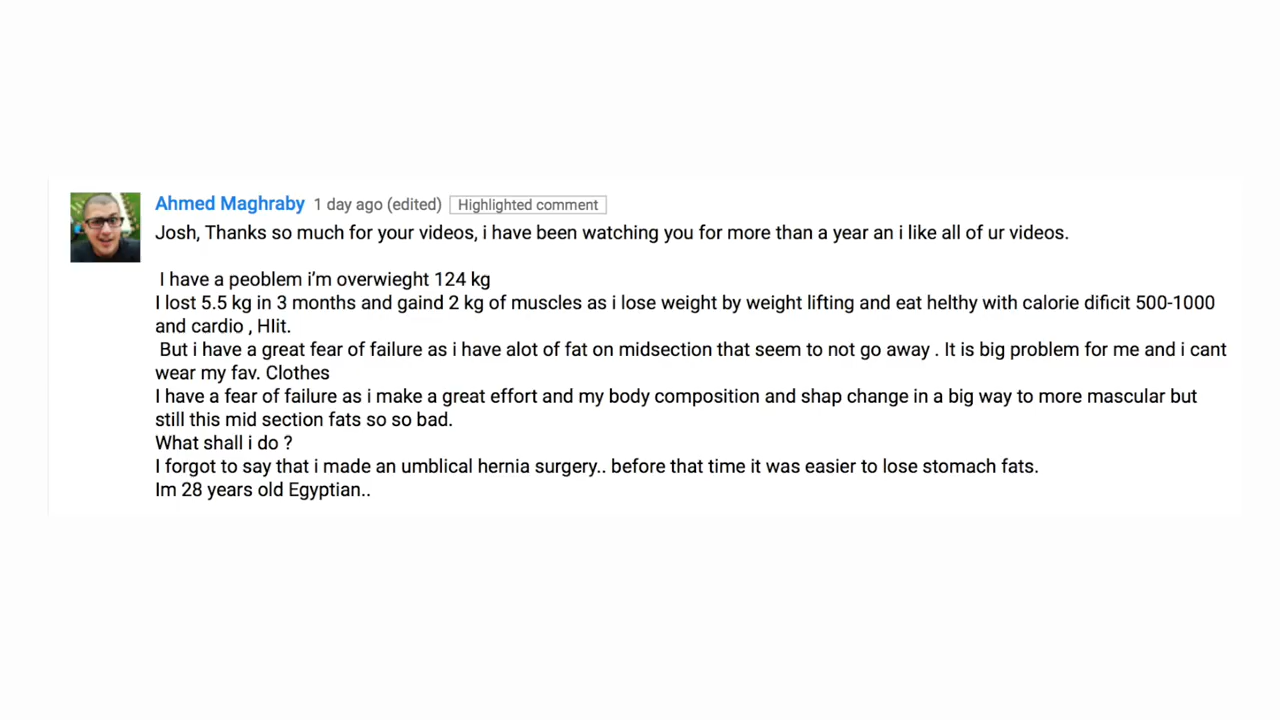 Ahmed Maghraby 1 day ago (edited) Highlighted comment
Josh, Thanks so much for your videos, i have been watching you for more than a year an i like all of ur videos.
I have a peoblem i'm overwieght 124 kg
I lost 5.5 kg in 3 months and gaind 2 kg of muscles as i lose weight by weight lifting and eat helthy with calorie dificit 500-1000
and cardio , HIit.
But i have a great fear of failure as i have alot of fat on midsection that seem to not go away . It is big problem for me and i cant
wear my fav. Clothes
I have a fear of failure as i make a great effort and my body composition and shap change in a big way to more mascular but
still this mid section fats so so bad.
What shall i do ?
I forgot to say that i made an umblical hernia surgery.. before that time it was easier to lose stomach fats.
Im 28 years old Egyptian..